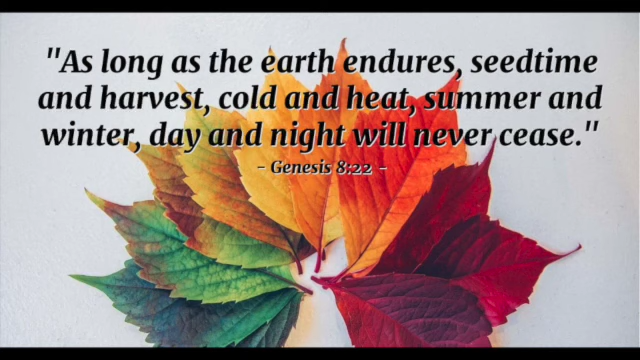 "As long as the earth endures, seedtime
and harvest, cold and heat, summer and
winter, day and night will never cease."
- Genesis 8:22 -